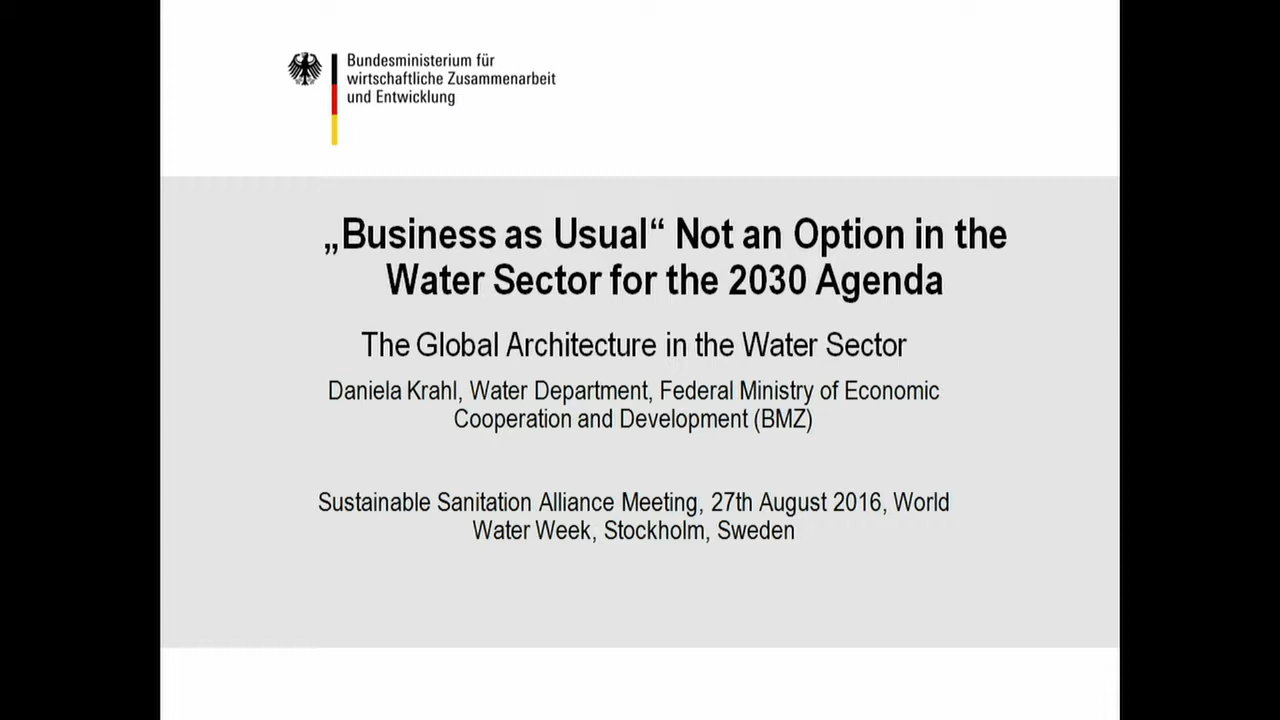 Bundesministerium für
wirtschaftliche Zusammenarbeit
und Entwicklung
„Business as Usual“ Not an Option in the
Water Sector for the 2030 Agenda
The Global Architecture in the Water Sector
Daniela Krahl, Water Department, Federal Ministry of Economic
Cooperation and Development (BMZ)
Sustainable Sanitation Alliance Meeting, 27th August 2016, World
Water Week, Stockholm, Sweden